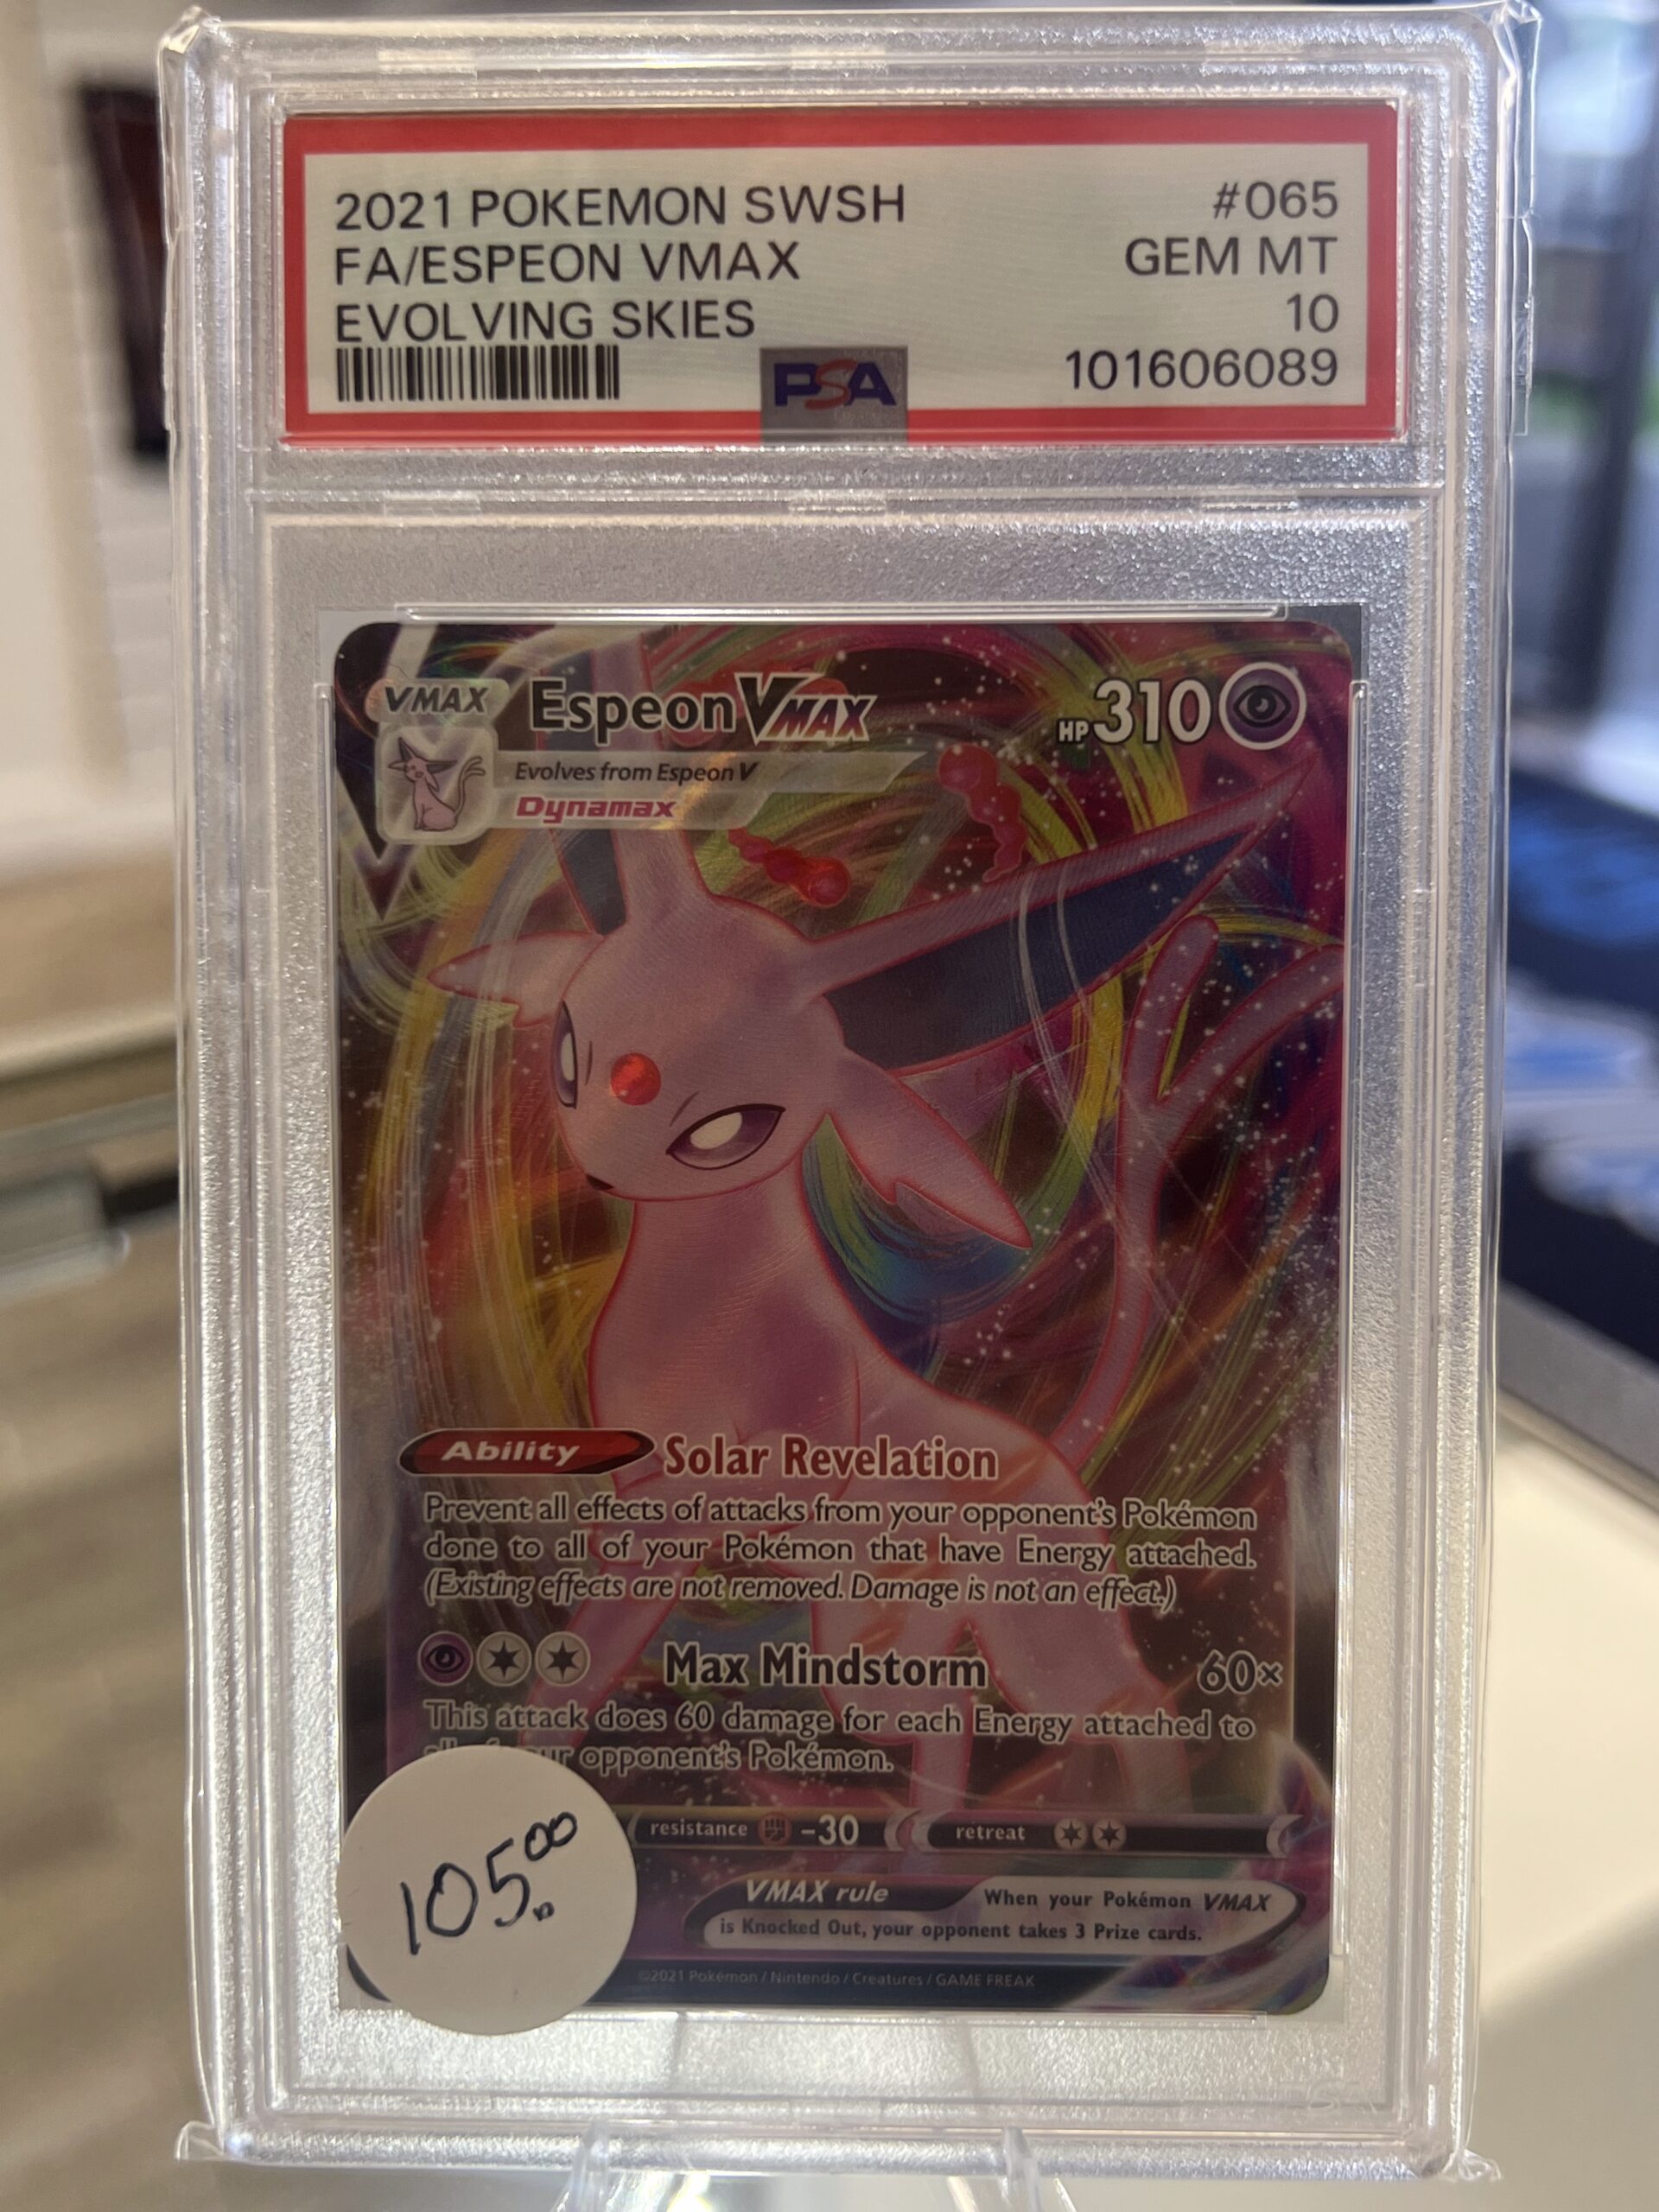 2021 POKEMON SWSH #065
FA/ESPEON VMAX GEM MT
EVOLVING SKIES 10
PSA 101606089
VMAX Espeon VMAX HP 310
Evolves from Espeon V
Dynamax
Ability Solar Revelation
Prevent all effects of attacks from your opponent's Pokémon
done to all of your Pokémon that have Energy attached.
(Existing effects are not removed. Damage is not an effect.)
Max Mindstorm 60×
This attack does 60 damage for each Energy attached to
opponent's Pokémon.
resistance -30 retreat
105.00
VMAX rule When your Pokémon VMAX
is Knocked Out, your opponent takes 3 Prize cards.
©2021 Pokémon / Nintendo / Creatures / GAME FREAK